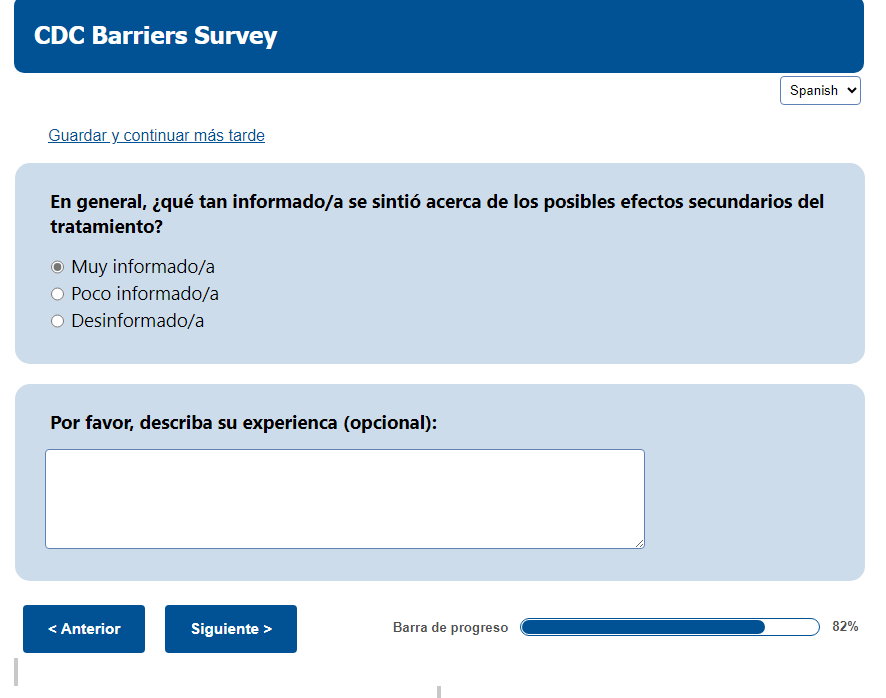 CDC Barriers Survey
Spanish
Guardar y continuar más tarde
En general, ¿qué tan informado/a se sintió acerca de los posibles efectos secundarios del
tratamiento?
Muy informado/a
Poco informado/a
Desinformado/a
Por favor, describa su experienca (opcional):
< Anterior
Siguiente >
Barra de progreso
82%